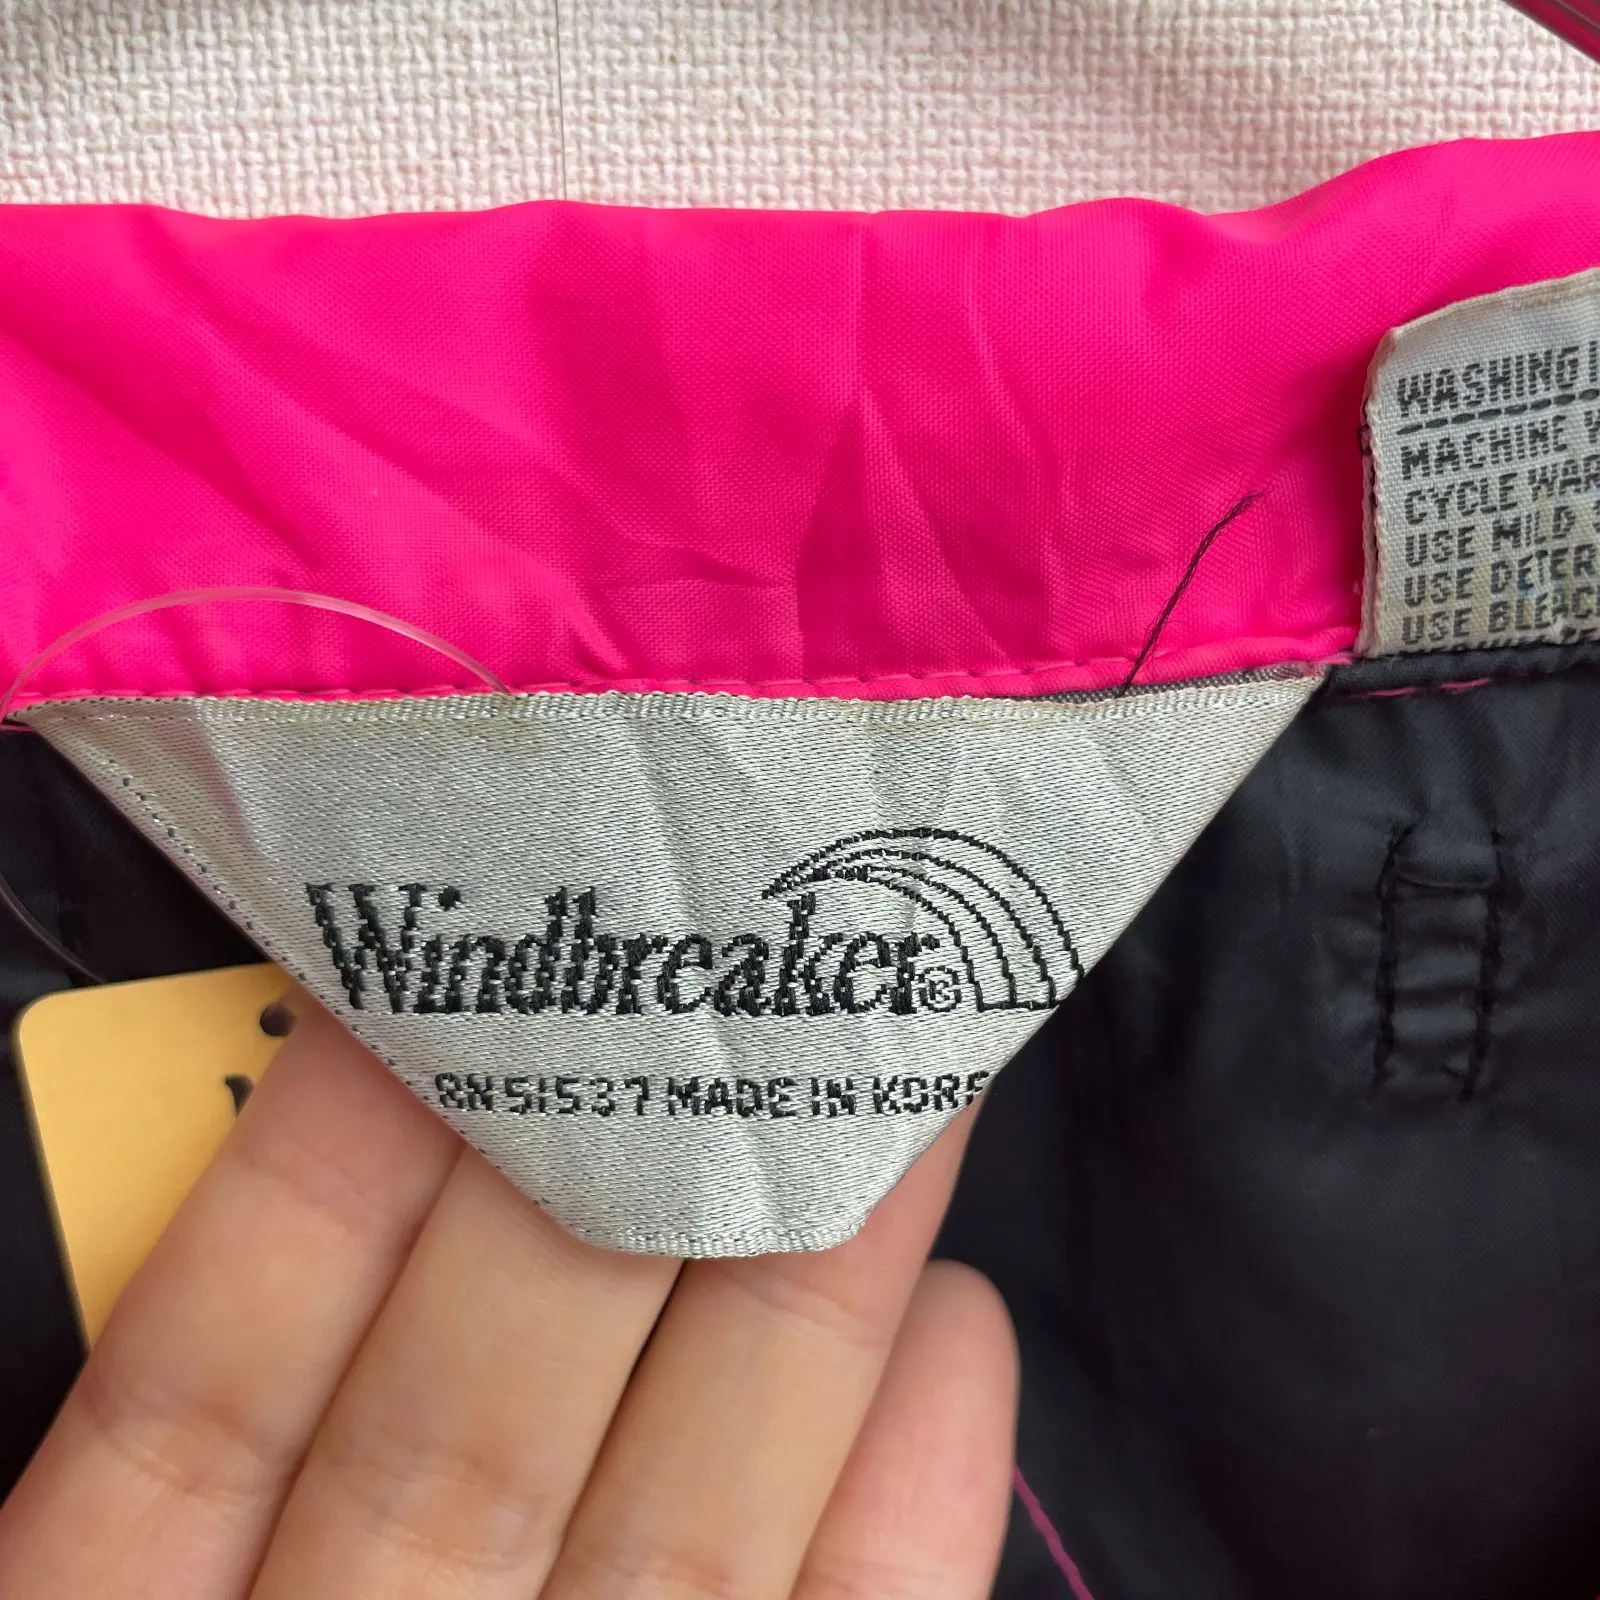 Windbreaker®
RN 51537 MADE IN KOR
WASHING
MACHINE
CYCLE WAR
USE MILD
USE DETER
USE BLEAC